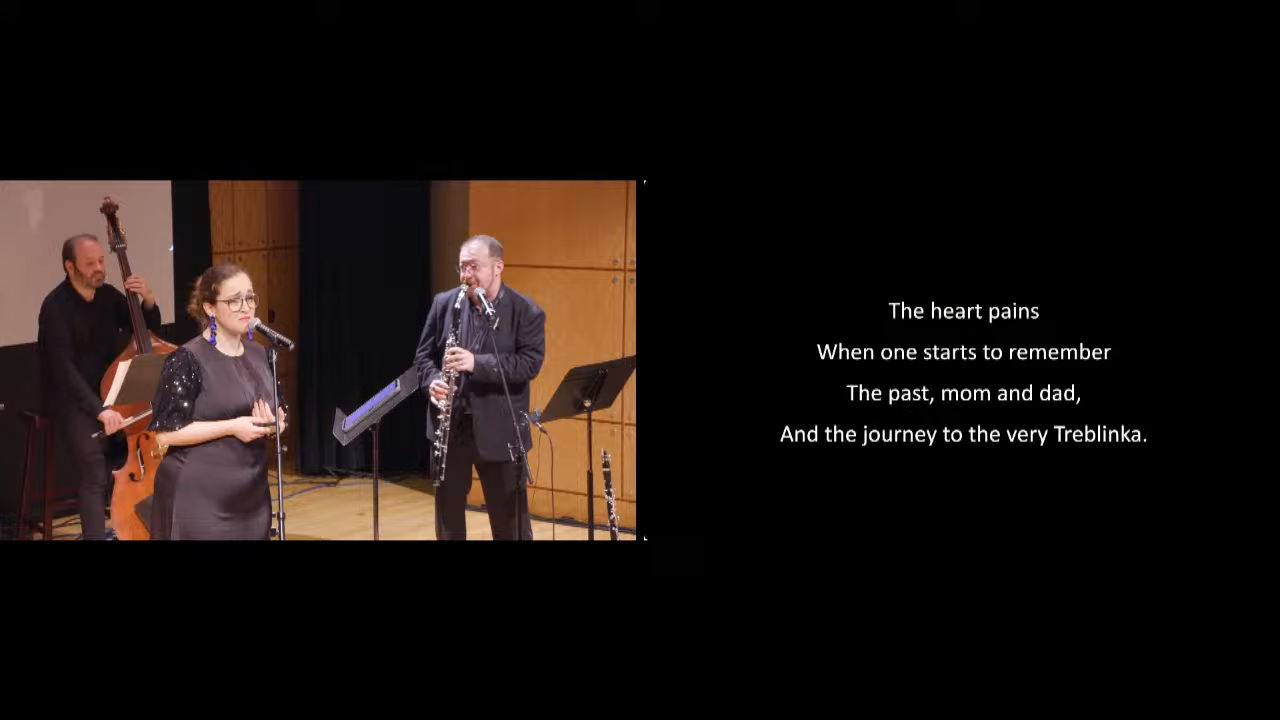 The heart pains
When one starts to remember
The past, mom and dad,
And the journey to the very Treblinka.